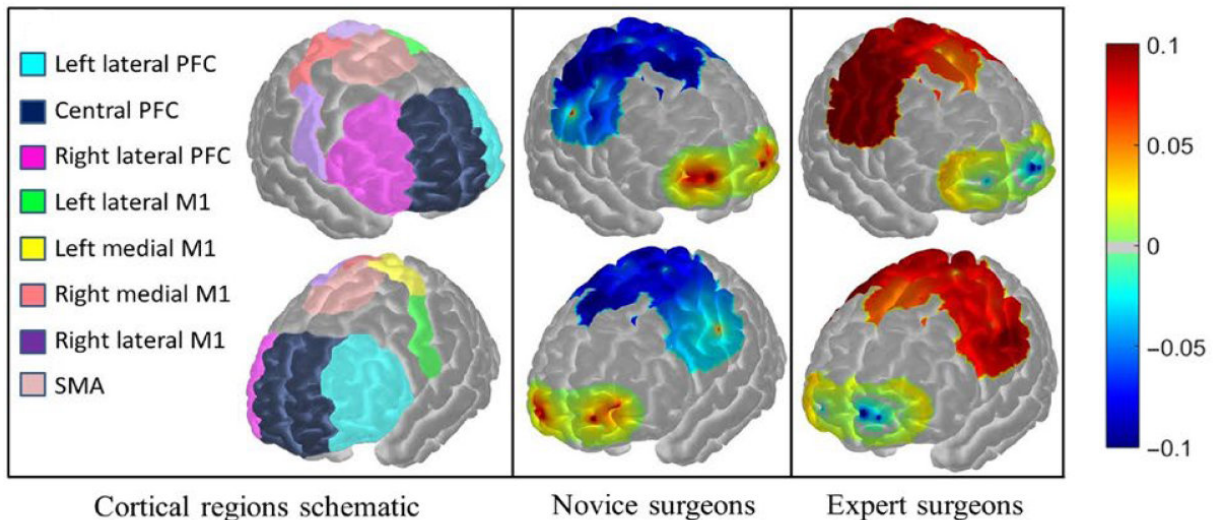 Left lateral PFC
Central PFC
Right lateral PFC
Left lateral M1
Left medial M1
Right medial M1
Right lateral M1
SMA
0.1
0.05
0
−0.05
−0.1
Cortical regions schematic
Novice surgeons
Expert surgeons